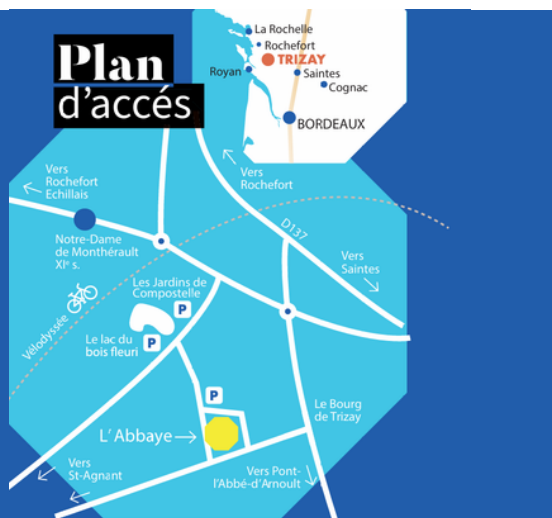 Plan
d'accés
La Rochelle
Rochefort
TRIZAY
Royan
Saintes
Cognac
BORDEAUX
Vers
Rochefort
Echillais
Vers
Rochefort
D137
Notre-Dame
de Monthérault
XIe s.
Vers
Saintes
Les Jardins de
Compostelle
P
Vélodyssée
Le lac du
bois fleuri
P
P
Le Bourg
de Trizay
L'Abbaye
Vers
St-Agnant
Vers Pont-
l'Abbé-d'Arnoult